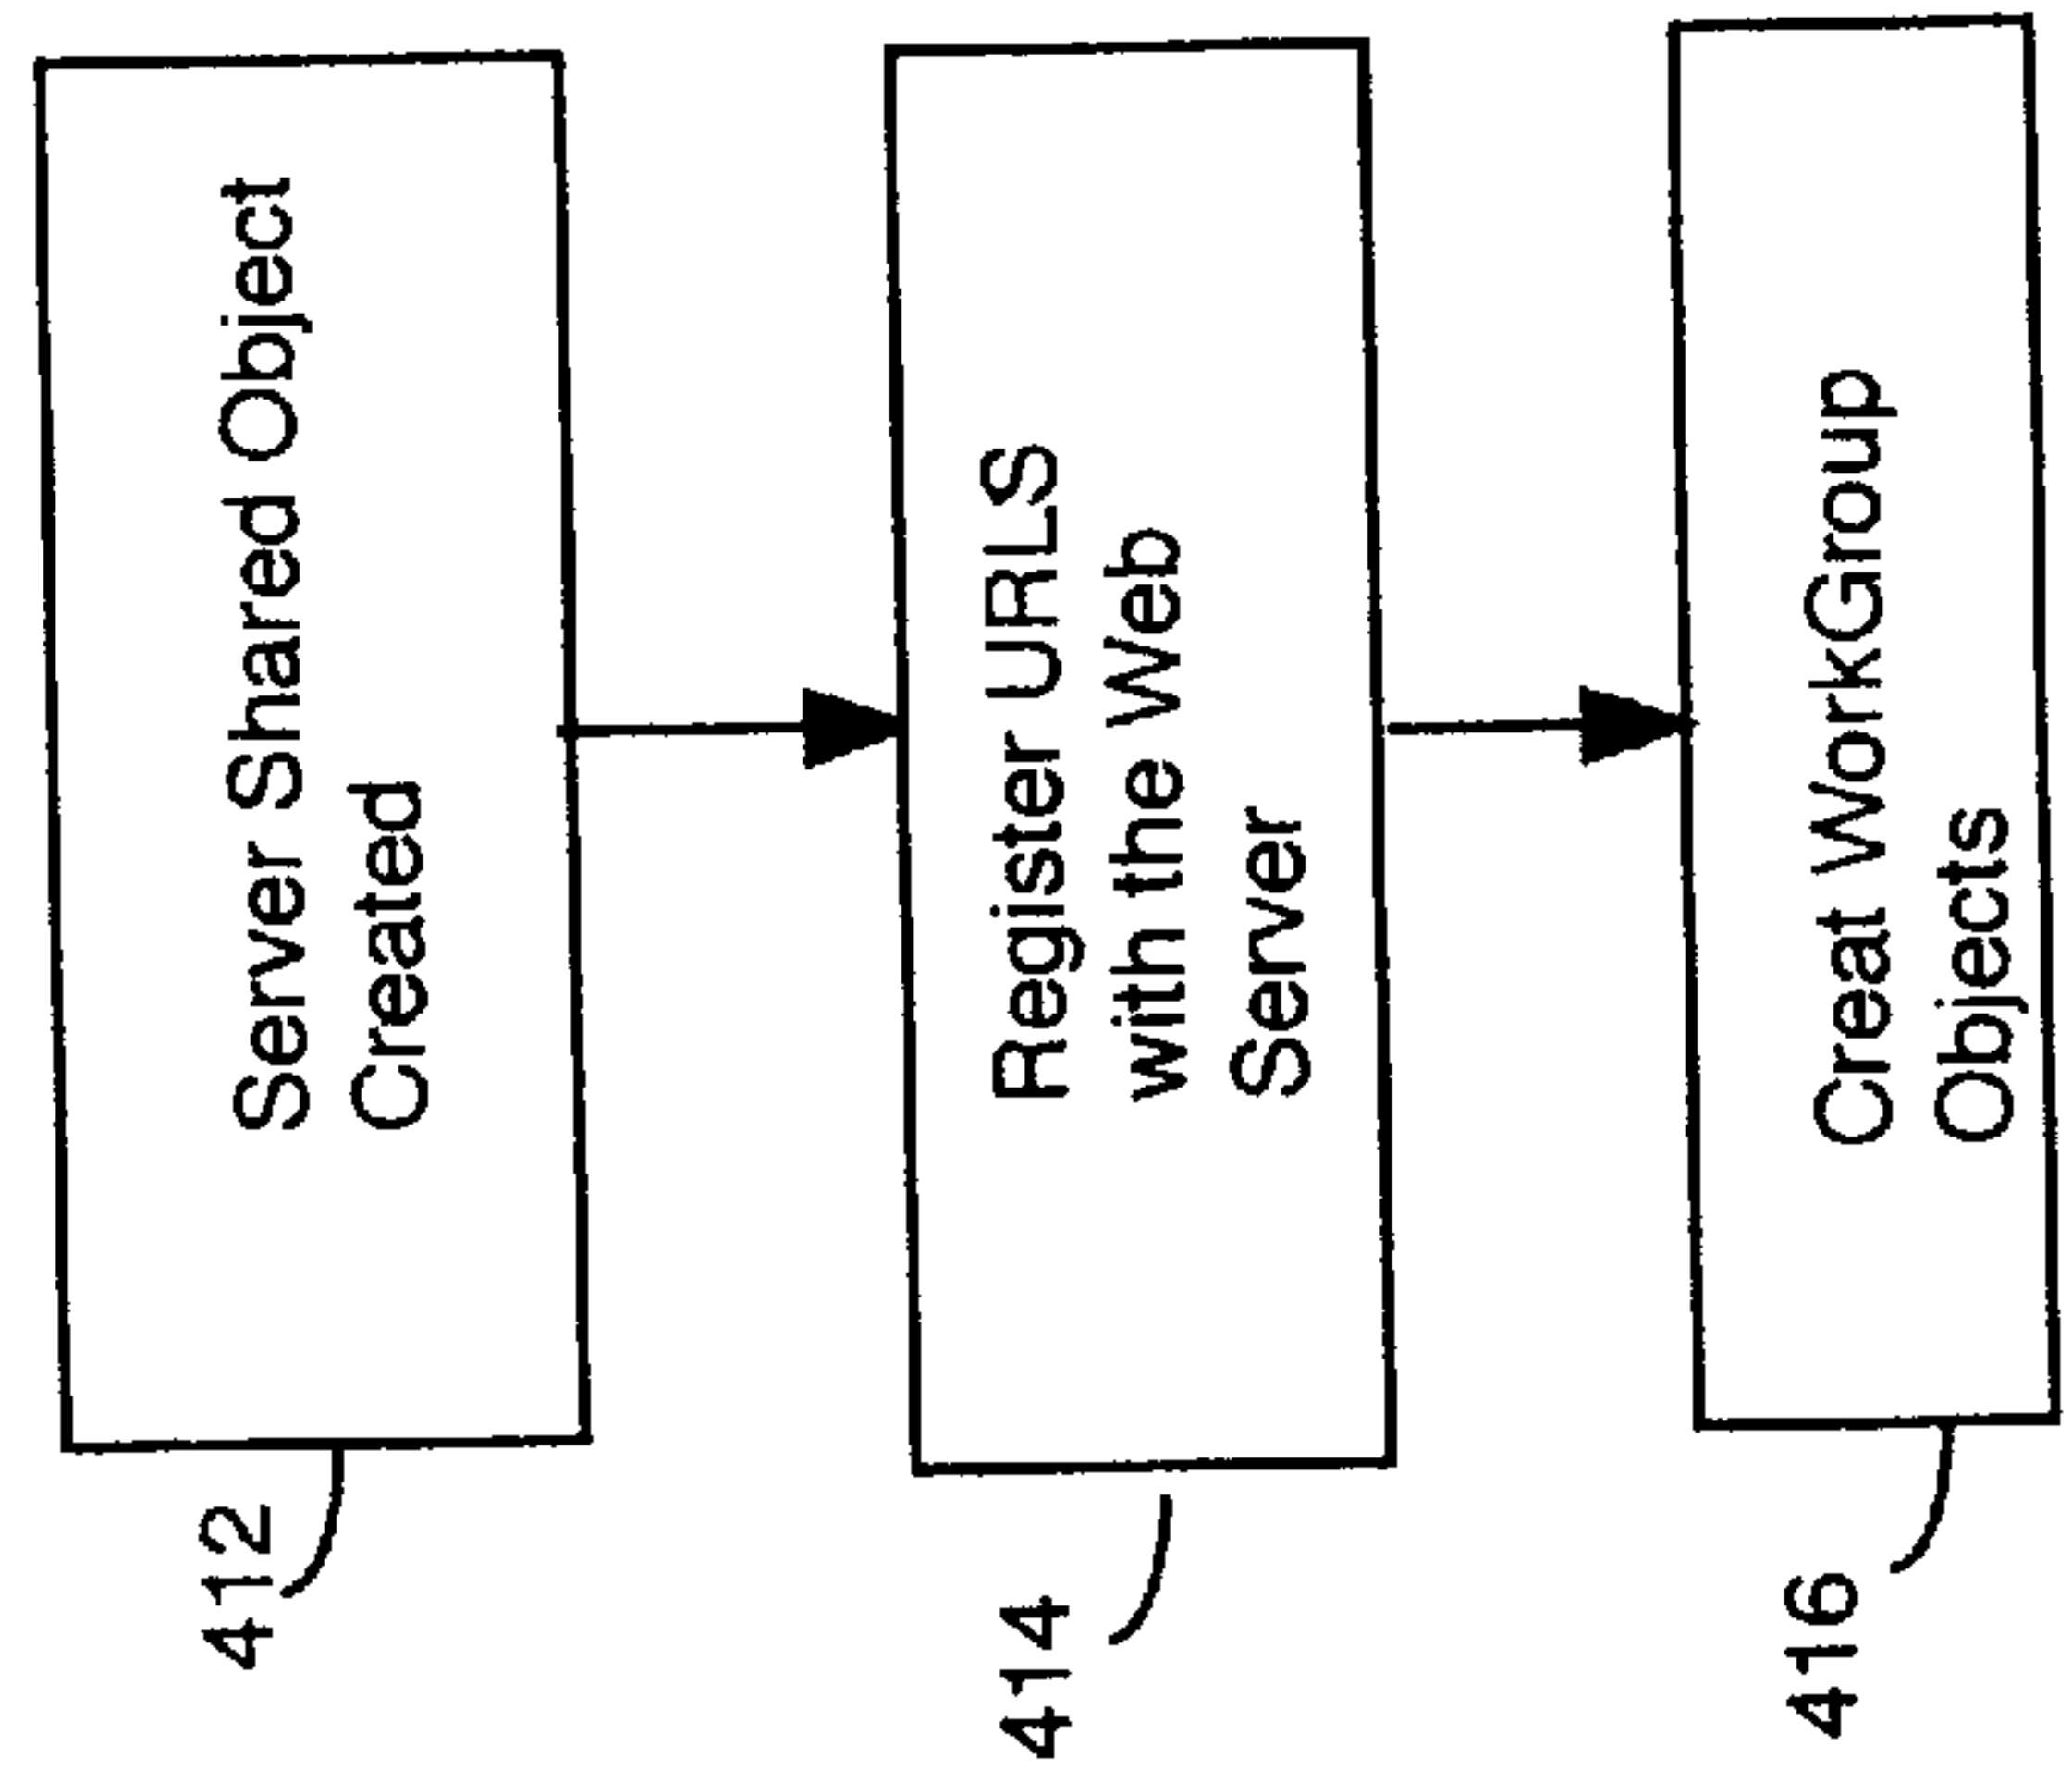 412
Server Shared Object
Created
414
Register URLS
with the Web
Server
416
Creat WorkGroup
Objects